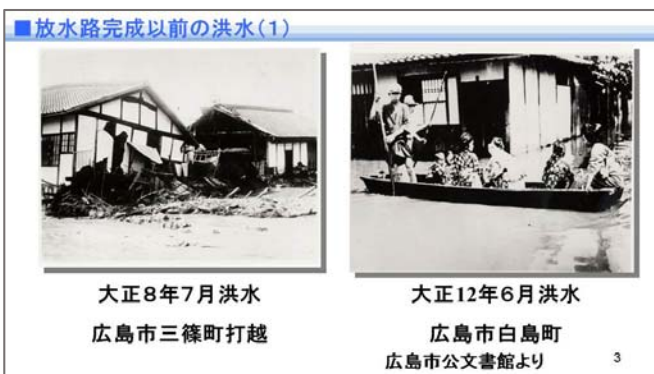 ■放水路完成以前の洪水(1)
大正8年7月洪水
広島市三篠町打越
大正12年6月洪水
広島市白島町
広島市公文書館より
3